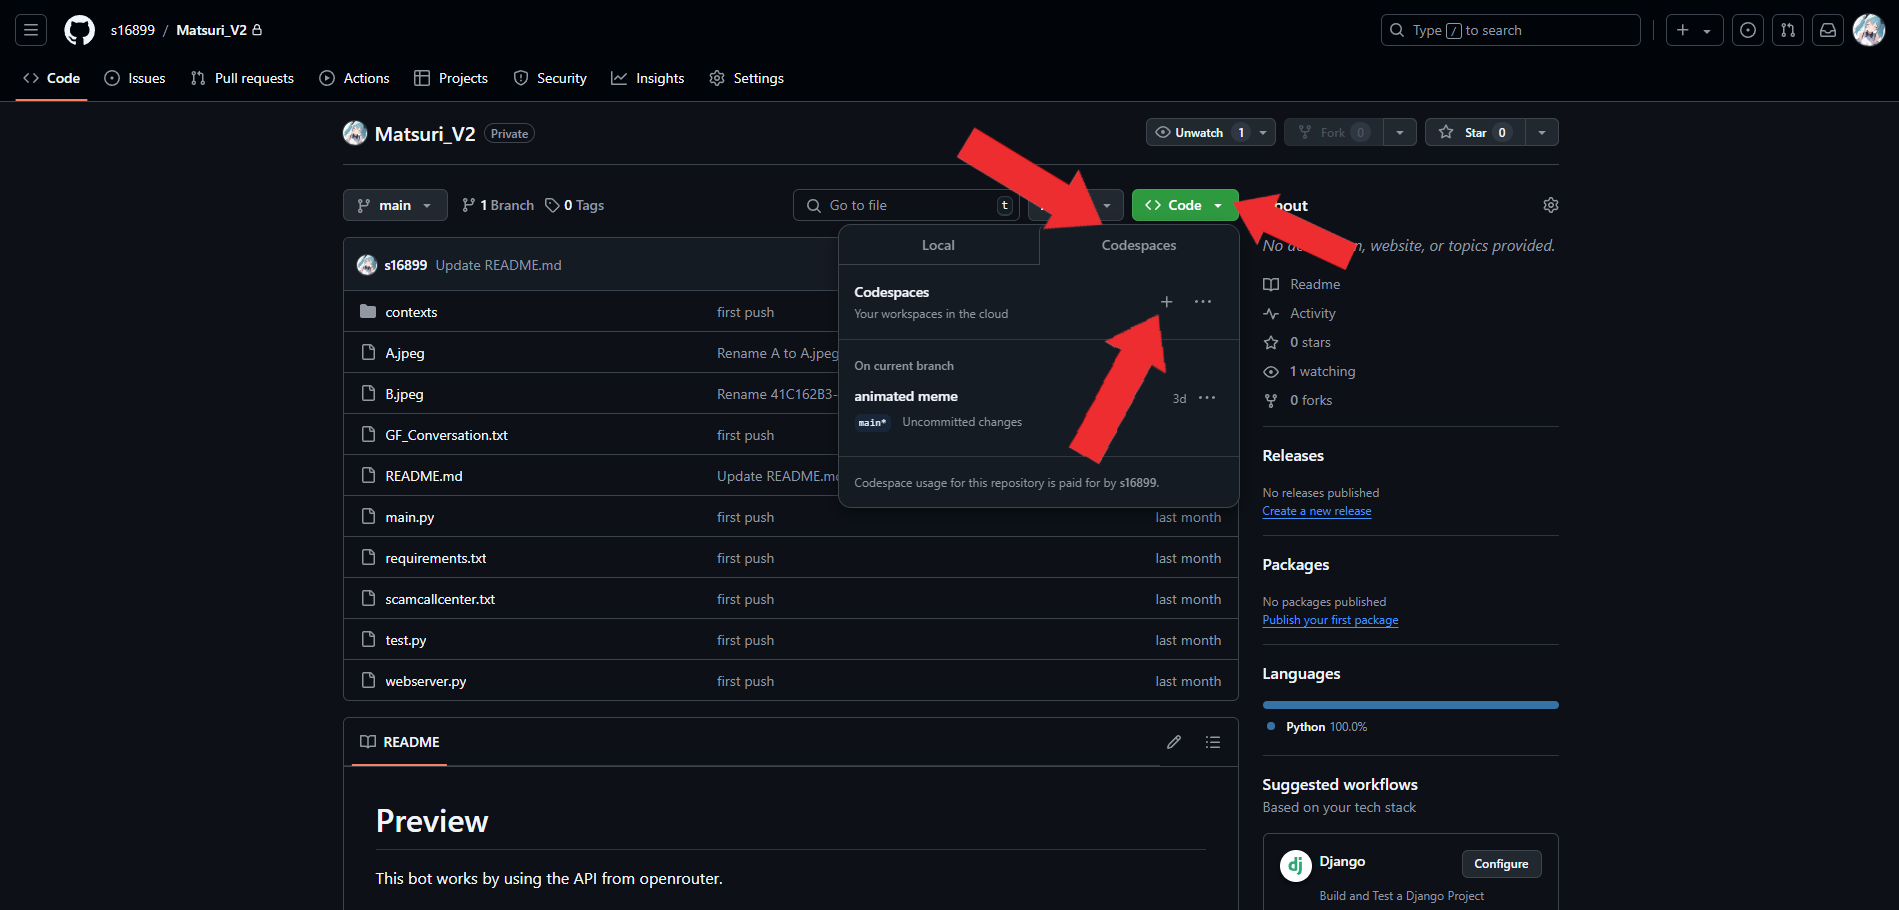 s16899 / Matsuri_V2
Type / to search
Code
Issues
Pull requests
Actions
Projects
Security
Insights
Settings
Matsuri_V2 Private
Unwatch 1
Fork 0
Star 0
main
1 Branch
0 Tags
Go to file t
Code
Local
Codespaces
Codespaces
Your workspaces in the cloud
On current branch
animated meme 3d
main* Uncommitted changes
Codespace usage for this repository is paid for by s16899.
s16899 Update README.md
contexts first push
A.jpeg Rename A to A.jpeg
B.jpeg Rename 41C162B3-
GF_Conversation.txt first push
README.md Update README.md
main.py first push last month
requirements.txt first push last month
scamcallcenter.txt first push last month
test.py first push last month
webserver.py first push last month
README
Preview
This bot works by using the API from openrouter.
No website, or topics provided.
Readme
Activity
0 stars
1 watching
0 forks
Releases
No releases published
Create a new release
Packages
No packages published
Publish your first package
Languages
Python 100.0%
Suggested workflows
Based on your tech stack
dj
Django
Configure
Build and Test a Django Project